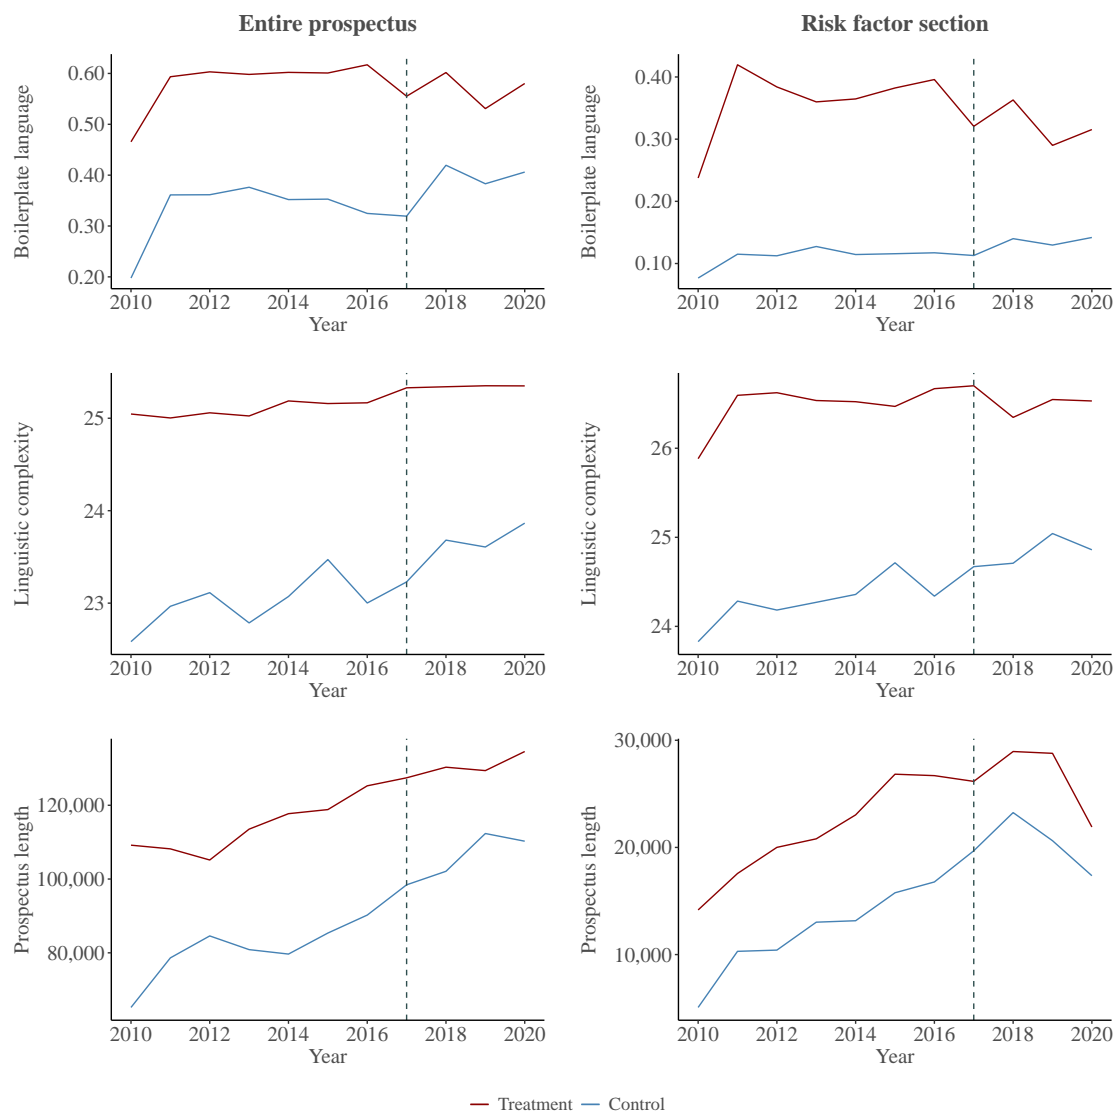 Entire prospectus
Risk factor section
Boilerplate language
0.60
0.50
0.40
0.30
0.20
2010 2012 2014 2016 2018 2020
Year
Boilerplate language
0.40
0.30
0.20
0.10
2010 2012 2014 2016 2018 2020
Year
Linguistic complexity
25
24
23
2010 2012 2014 2016 2018 2020
Year
Linguistic complexity
26
25
24
2010 2012 2014 2016 2018 2020
Year
Prospectus length
120,000
100,000
80,000
2010 2012 2014 2016 2018 2020
Year
Prospectus length
30,000
20,000
10,000
2010 2012 2014 2016 2018 2020
Year
Treatment Control